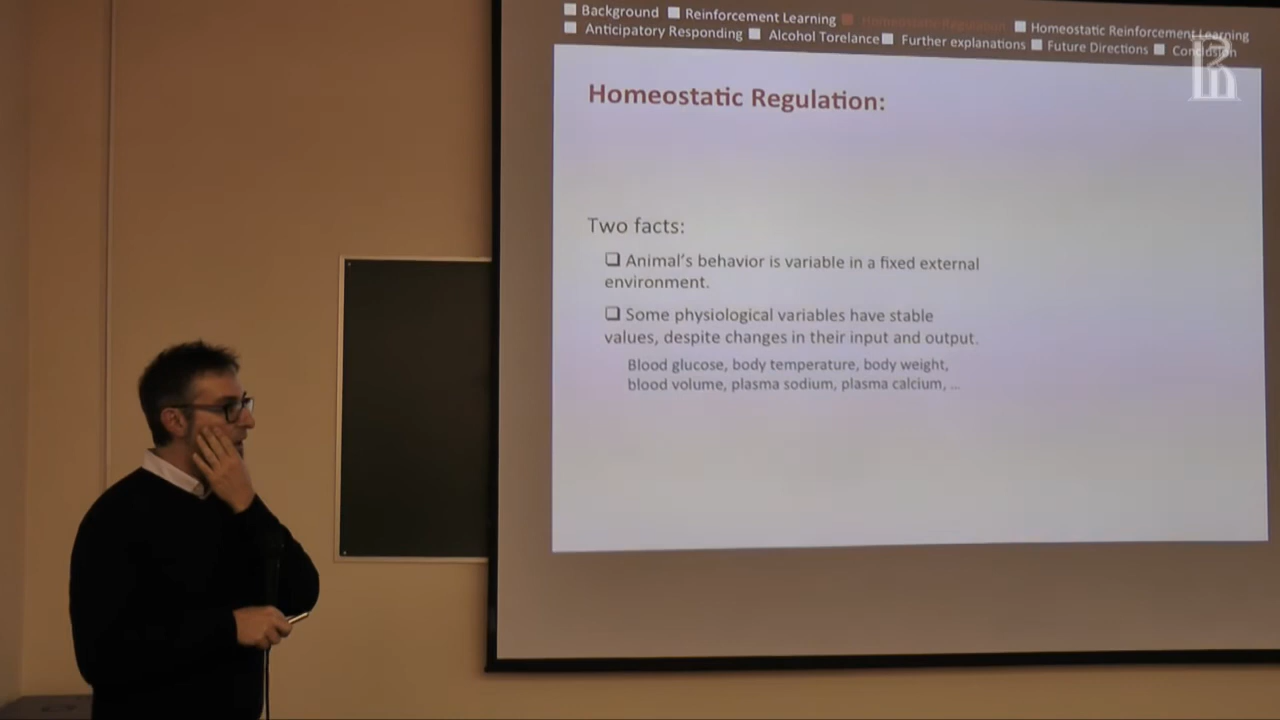 Background Reinforcement Learning Homeostatic Regulation Homeostatic Reinforcement Learning
Anticipatory Responding Alcohol Torelance Further explanations Future Directions Conclusion
Homeostatic Regulation:
Two facts:
❑ Animal's behavior is variable in a fixed external
environment.
❑ Some physiological variables have stable
values, despite changes in their input and output.
Blood glucose, body temperature, body weight,
blood volume, plasma sodium, plasma calcium, ...